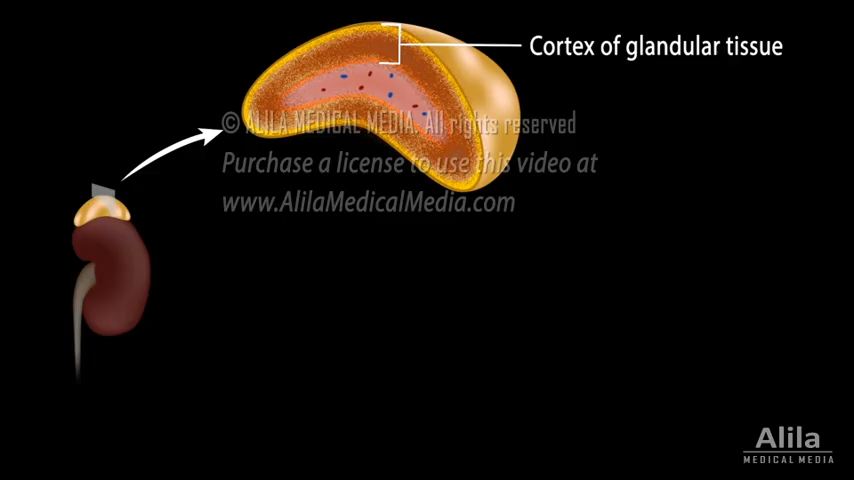 Cortex of glandular tissue
© ALILA MEDICAL MEDIA. All rights reserved
Purchase a license to use this video at
www.AlilaMedicalMedia.com
Alila
MEDICAL MEDIA